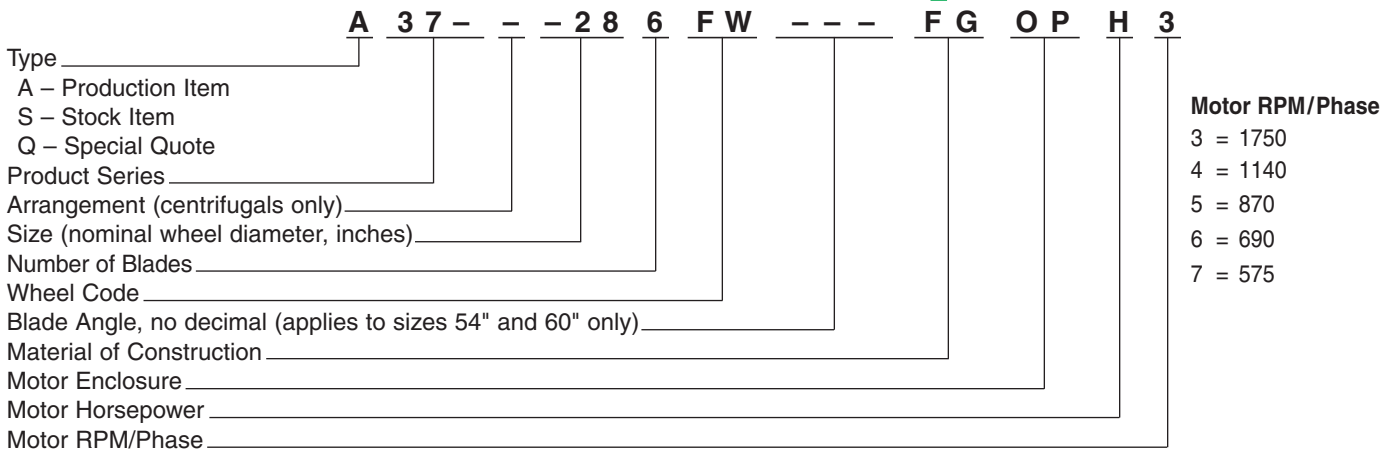 A 37– – –28 6 FW – – – FG OP H 3
Type
A – Production Item
S – Stock Item
Q – Special Quote
Product Series
Arrangement (centrifugals only)
Size (nominal wheel diameter, inches)
Number of Blades
Wheel Code
Blade Angle, no decimal (applies to sizes 54" and 60" only)
Material of Construction
Motor Enclosure
Motor Horsepower
Motor RPM/Phase
Motor RPM/Phase
3 = 1750
4 = 1140
5 = 870
6 = 690
7 = 575